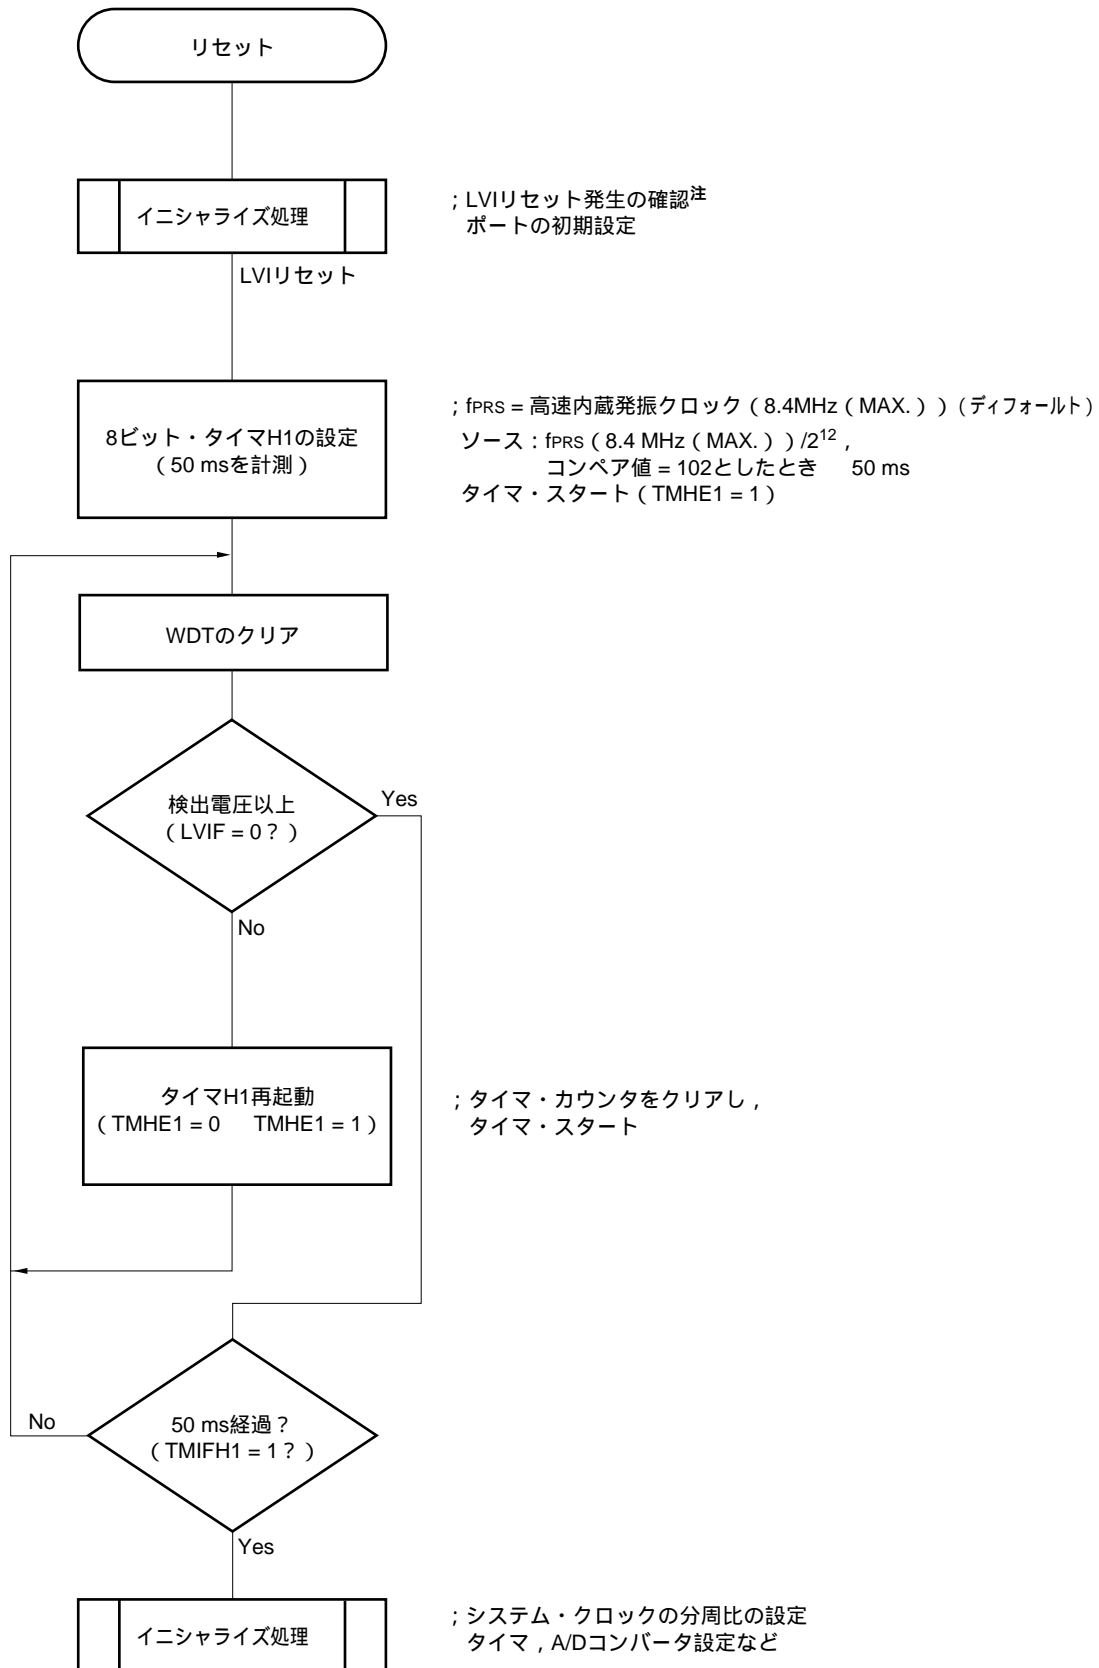 リセット
イニシャライズ処理
;LVIリセット発生の確認注
ポートの初期設定
LVIリセット
8ビット・タイマH1の設定
(50 msを計測)
;fPRS = 高速内蔵発振クロック(8.4MHz(MAX.))(ディフォールト)
ソース:fPRS(8.4 MHz(MAX.))/2¹²,
コンペア値 = 102としたとき 50 ms
タイマ・スタート(TMHE1 = 1)
WDTのクリア
検出電圧以上
(LVIF = 0?)
Yes
No
タイマH1再起動
(TMHE1 = 0 TMHE1 = 1)
;タイマ・カウンタをクリアし,
タイマ・スタート
50 ms経過?
(TMIFH1 = 1?)
No
Yes
イニシャライズ処理
;システム・クロックの分周比の設定
タイマ,A/Dコンバータ設定など